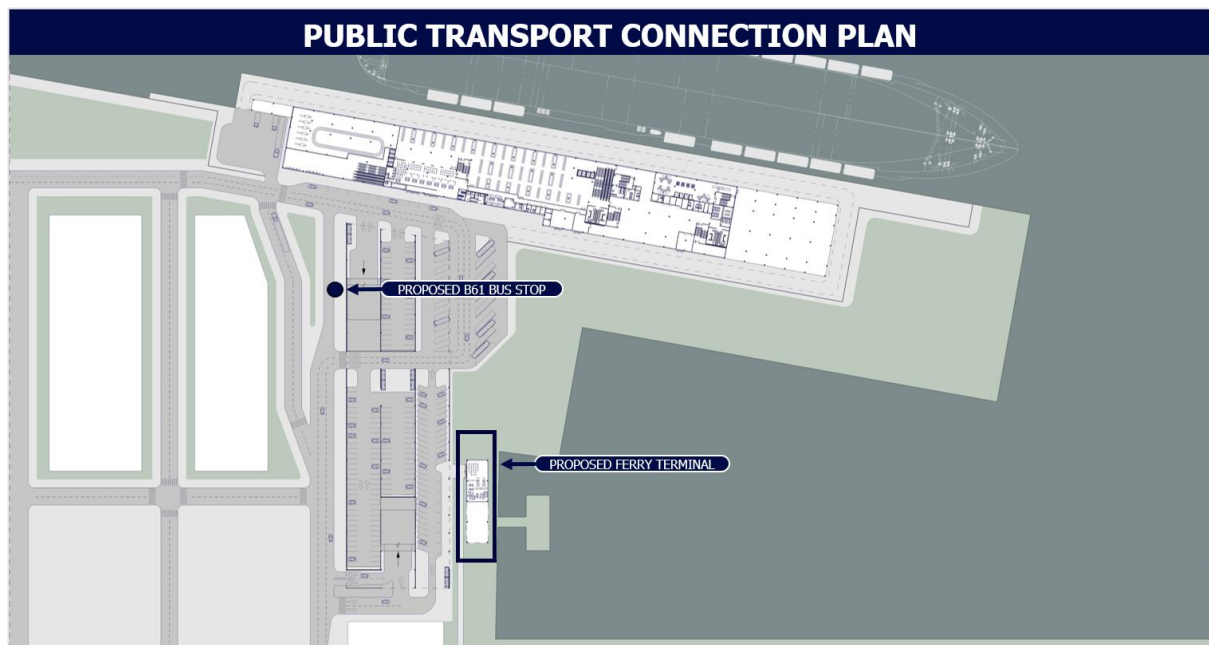 PUBLIC TRANSPORT CONNECTION PLAN
PROPOSED B61 BUS STOP
PROPOSED FERRY TERMINAL